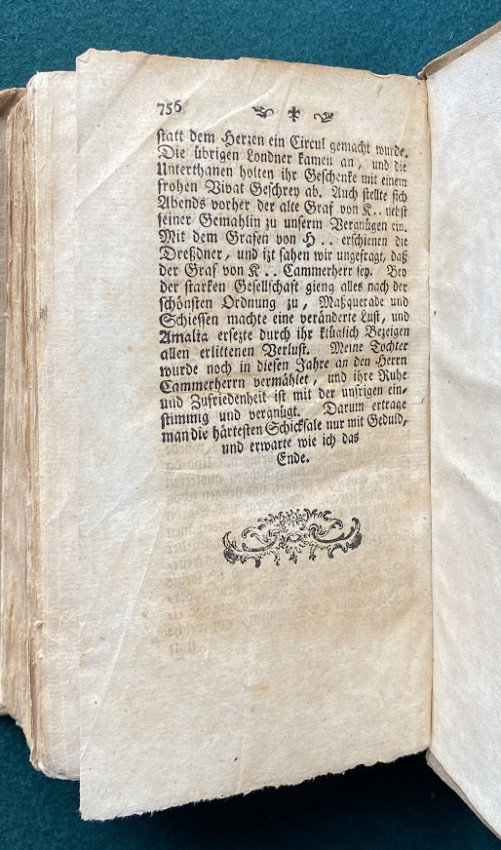 756
statt dem Herzen ein Circul gemacht wurde.
Die übrigen Londner kamen an, und die
Unterthanen holten ihr Geschenke mit einem
frohen Vivat Geschrey ab. Auch stellte sich
Abends vorher der alte Graf von K.. nebst
seiner Gemahlin zu unserm Vergnügen ein.
Mit dem Grafen von H.. erschienen die
Dreßdner, und izt sahen wir ungefragt, daß
der Graf von K.. Cammerherr sey. Bey
der starken Gesellschaft gieng alles nach der
schönsten Ordnung zu, Maßquerade und
Schiessen machte eine veränderte Lust, und
Amalia ersezte durch ihr Bezeigen
allen erlittenen Verlust. Meine Tochter
wurde noch in diesen Jahre an den Herrn
Cammerherrn vermählet, und ihre Ruhe
und Zufriedenheit ist mit der unsrigen ein-
stimmig und vergnügt. Darum ertrage
man die härtesten Schicksale nur mit Geduld,
und erwarte wie ich das
Ende.